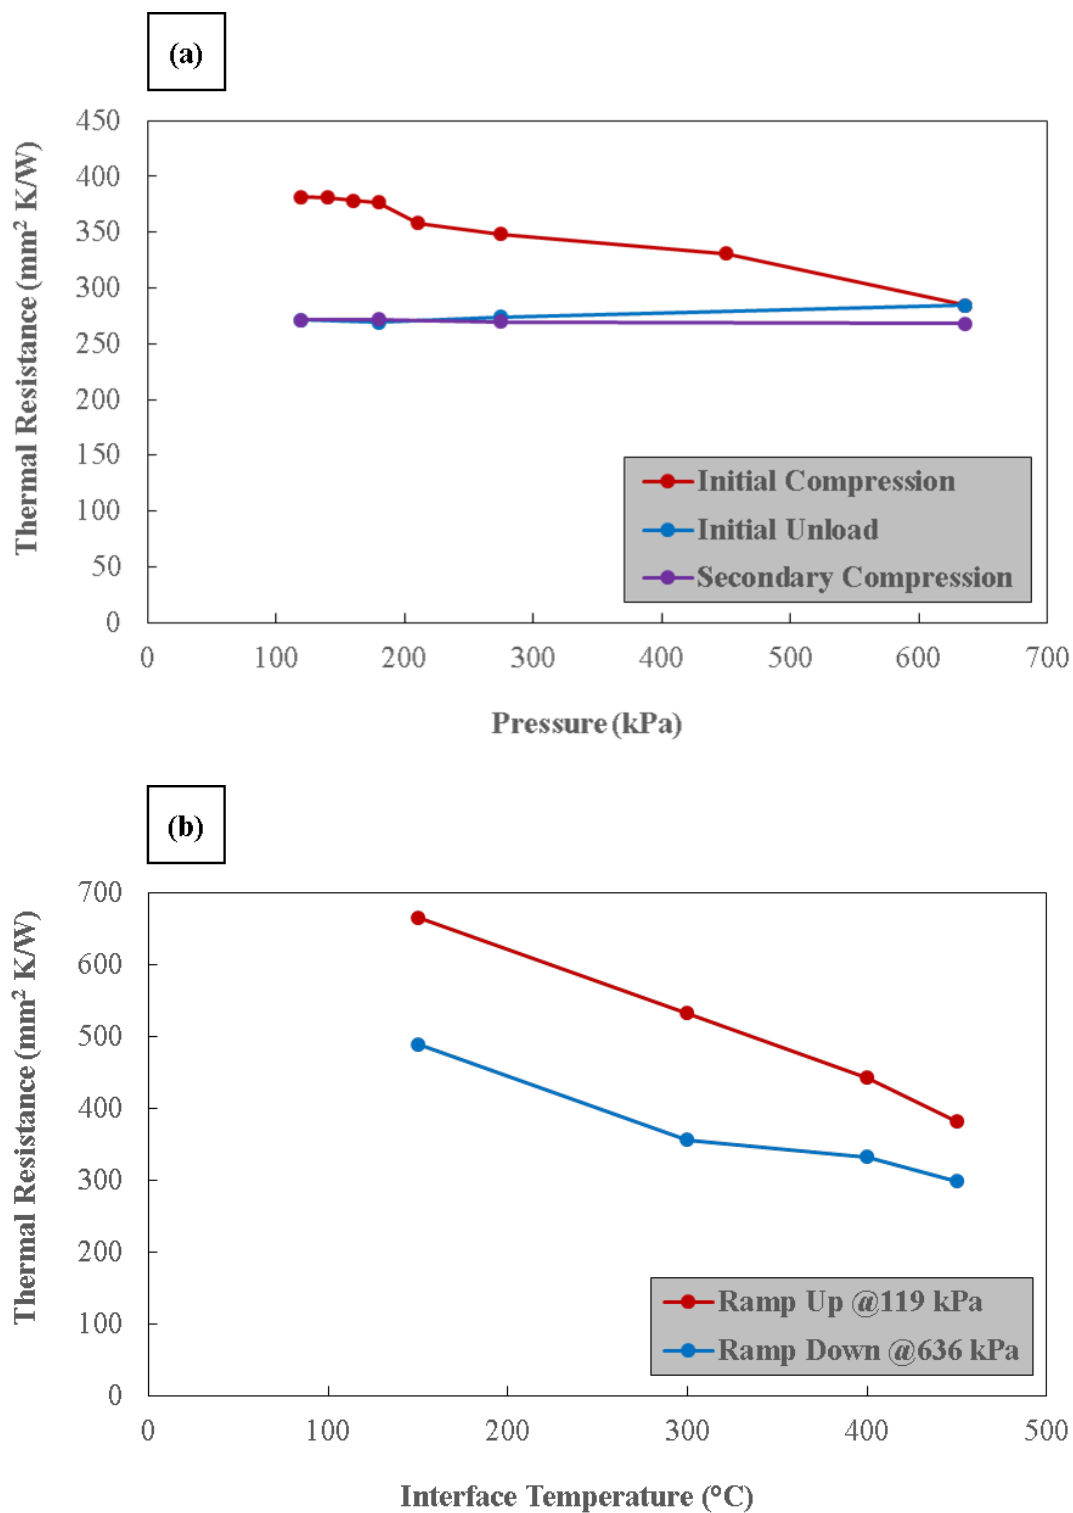 (a)
Thermal Resistance (mm² K/W)
450
400
350
300
250
200
150
100
50
0
Initial Compression
Initial Unload
Secondary Compression
0 100 200 300 400 500 600 700
Pressure (kPa)
(b)
Thermal Resistance (mm² K/W)
700
600
500
400
300
200
100
0
Ramp Up @119 kPa
Ramp Down @636 kPa
0 100 200 300 400 500
Interface Temperature (°C)